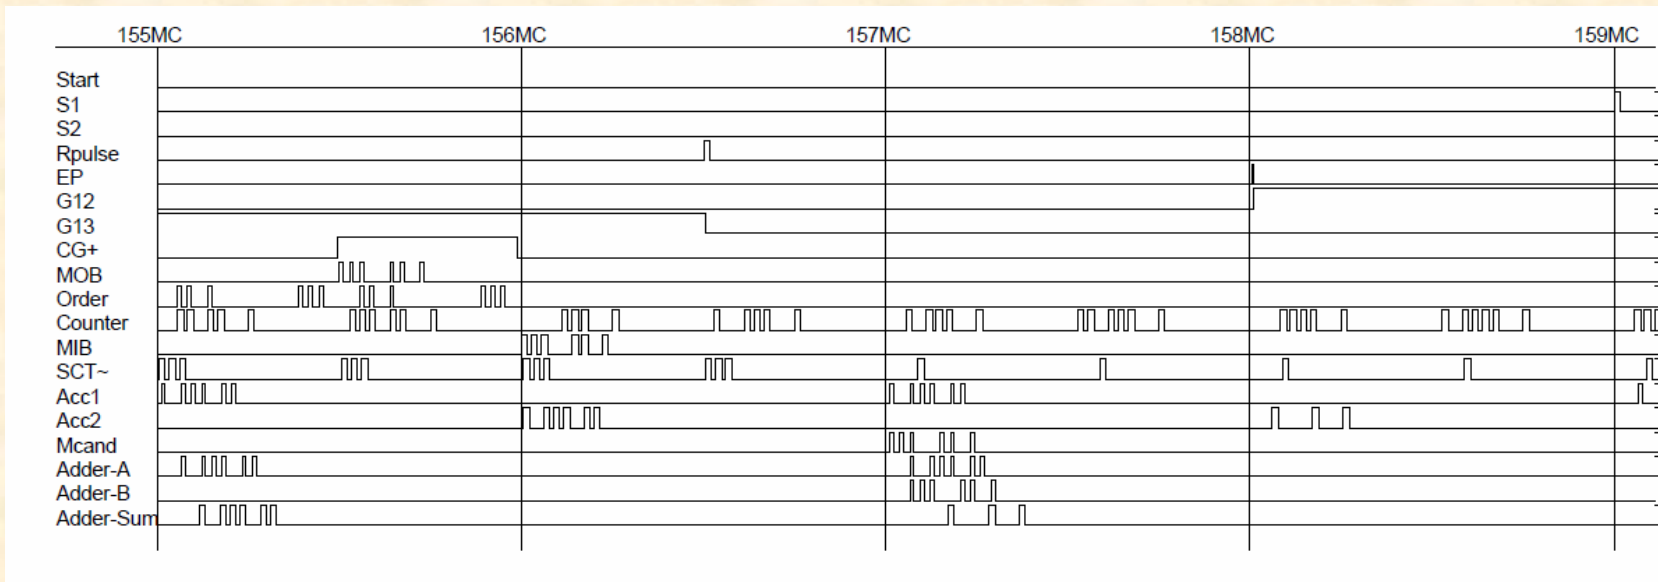 155MC 156MC 157MC 158MC 159MC
Start
S1
S2
Rpulse
EP
G12
G13
CG+
MOB
Order
Counter
MIB
SCT~
Acc1
Acc2
Mcand
Adder-A
Adder-B
Adder-Sum